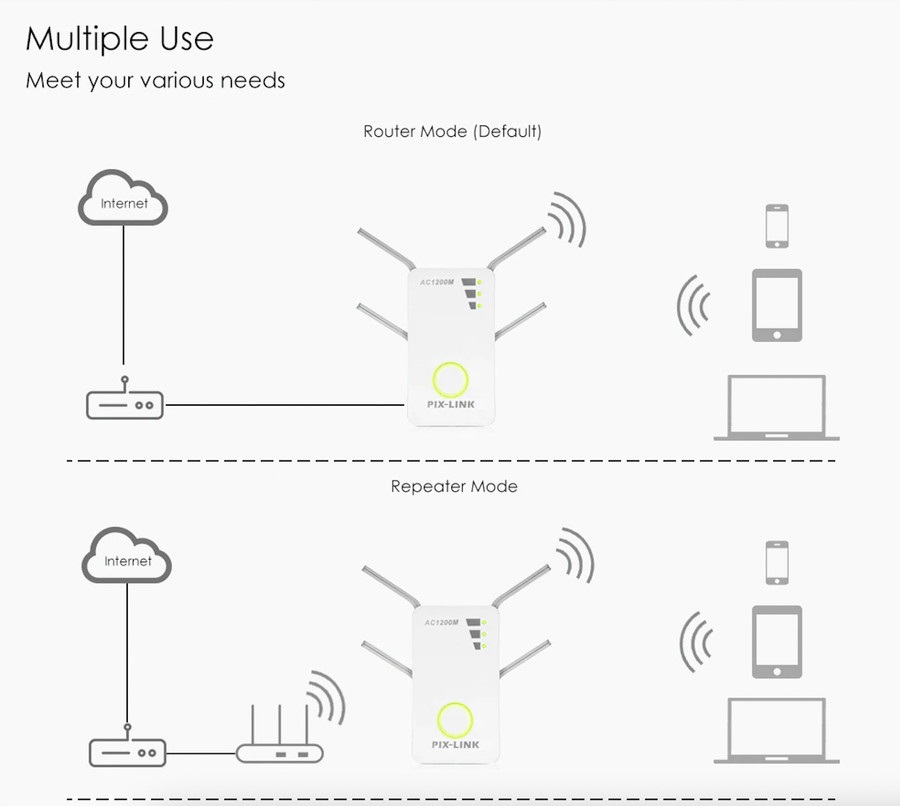 Multiple Use
Meet your various needs
Router Mode (Default)
Internet
AC1200M
PIX-LINK
Repeater Mode
Internet
AC1200M
PIX-LINK